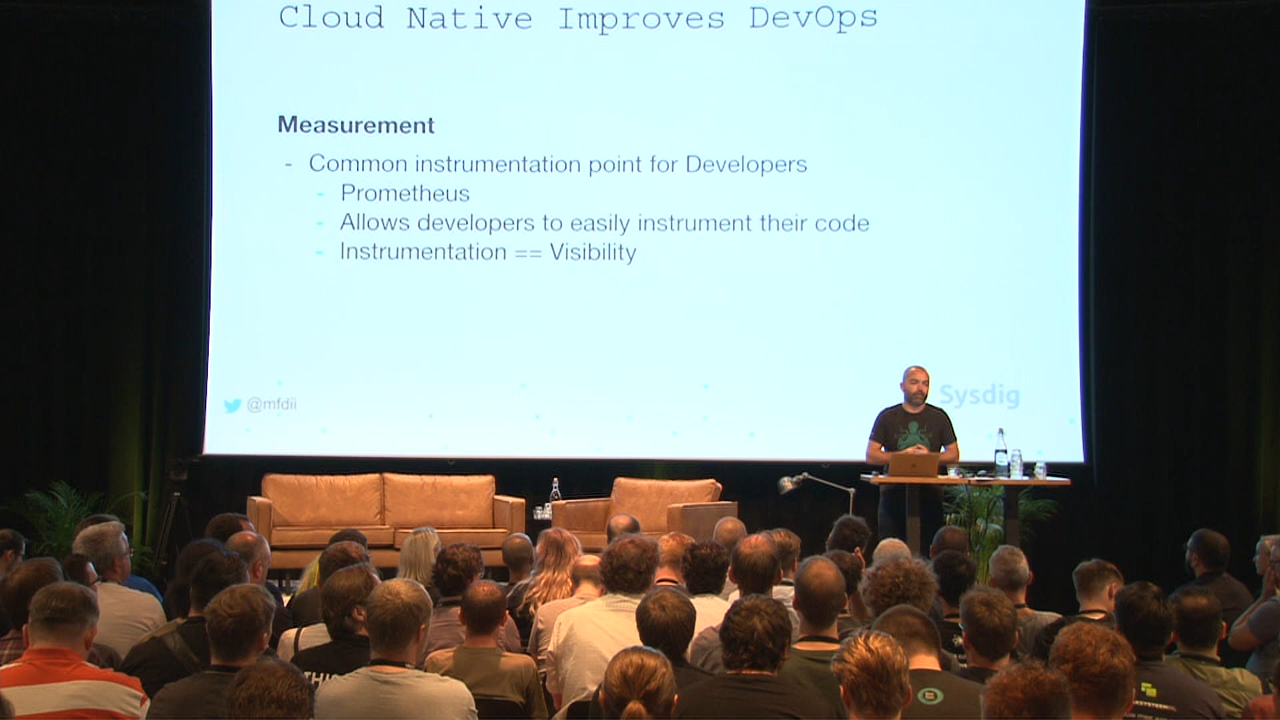 Cloud Native Improves DevOps
Measurement
- Common instrumentation point for Developers
- Prometheus
- Allows developers to easily instrument their code
- Instrumentation == Visibility
@mfdii
Sysdig